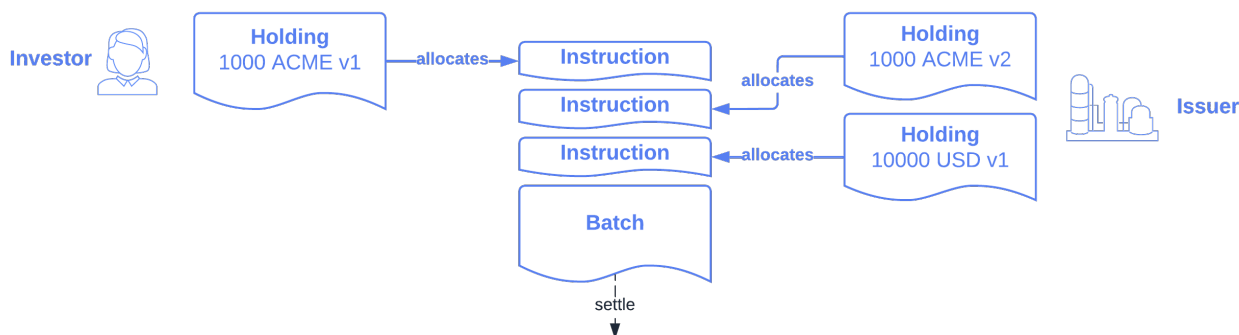 Investor
Holding
1000 ACME v1
allocates
Instruction
Instruction
Instruction
Batch
settle
allocates
allocates
Holding
1000 ACME v2
Holding
10000 USD v1
Issuer